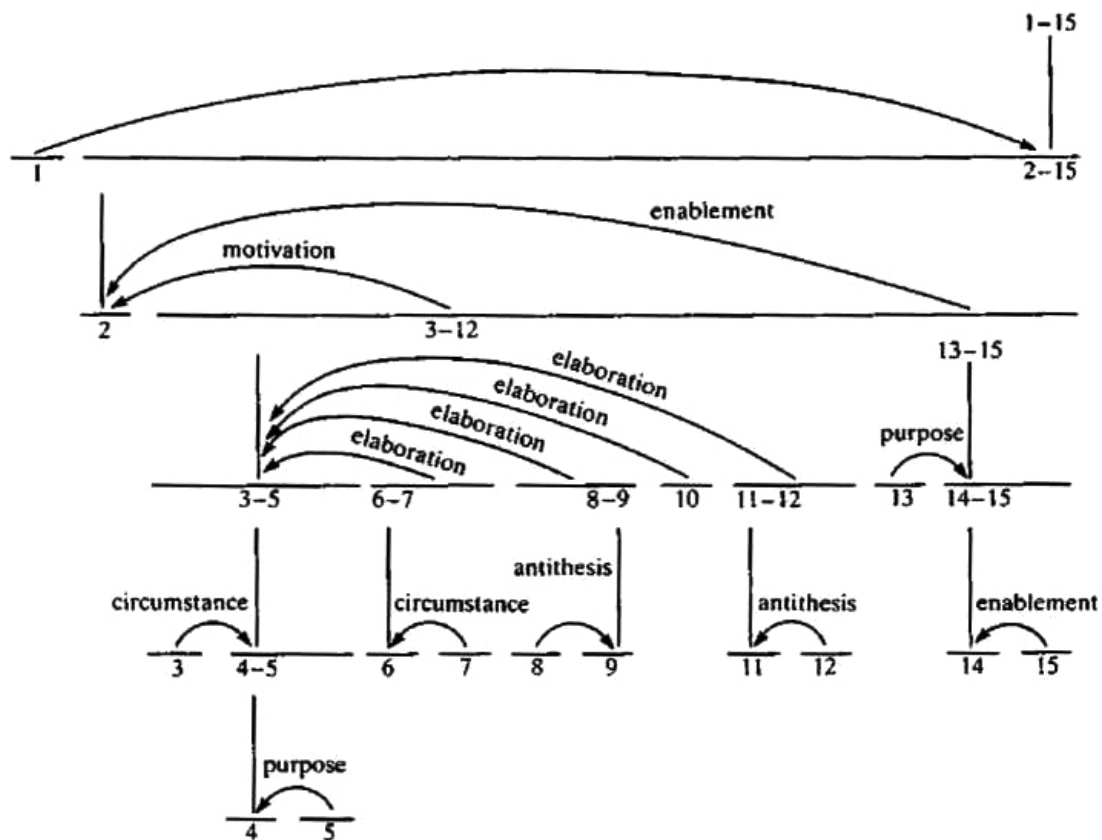 1–15
1 2–15
enablement
motivation
2 3–12
13–15
elaboration
elaboration
elaboration
elaboration
purpose
3–5 6–7 8–9 10 11–12 13 14–15
antithesis
circumstance circumstance antithesis enablement
3 4–5 6 7 8 9 11 12 14 15
purpose
4 5